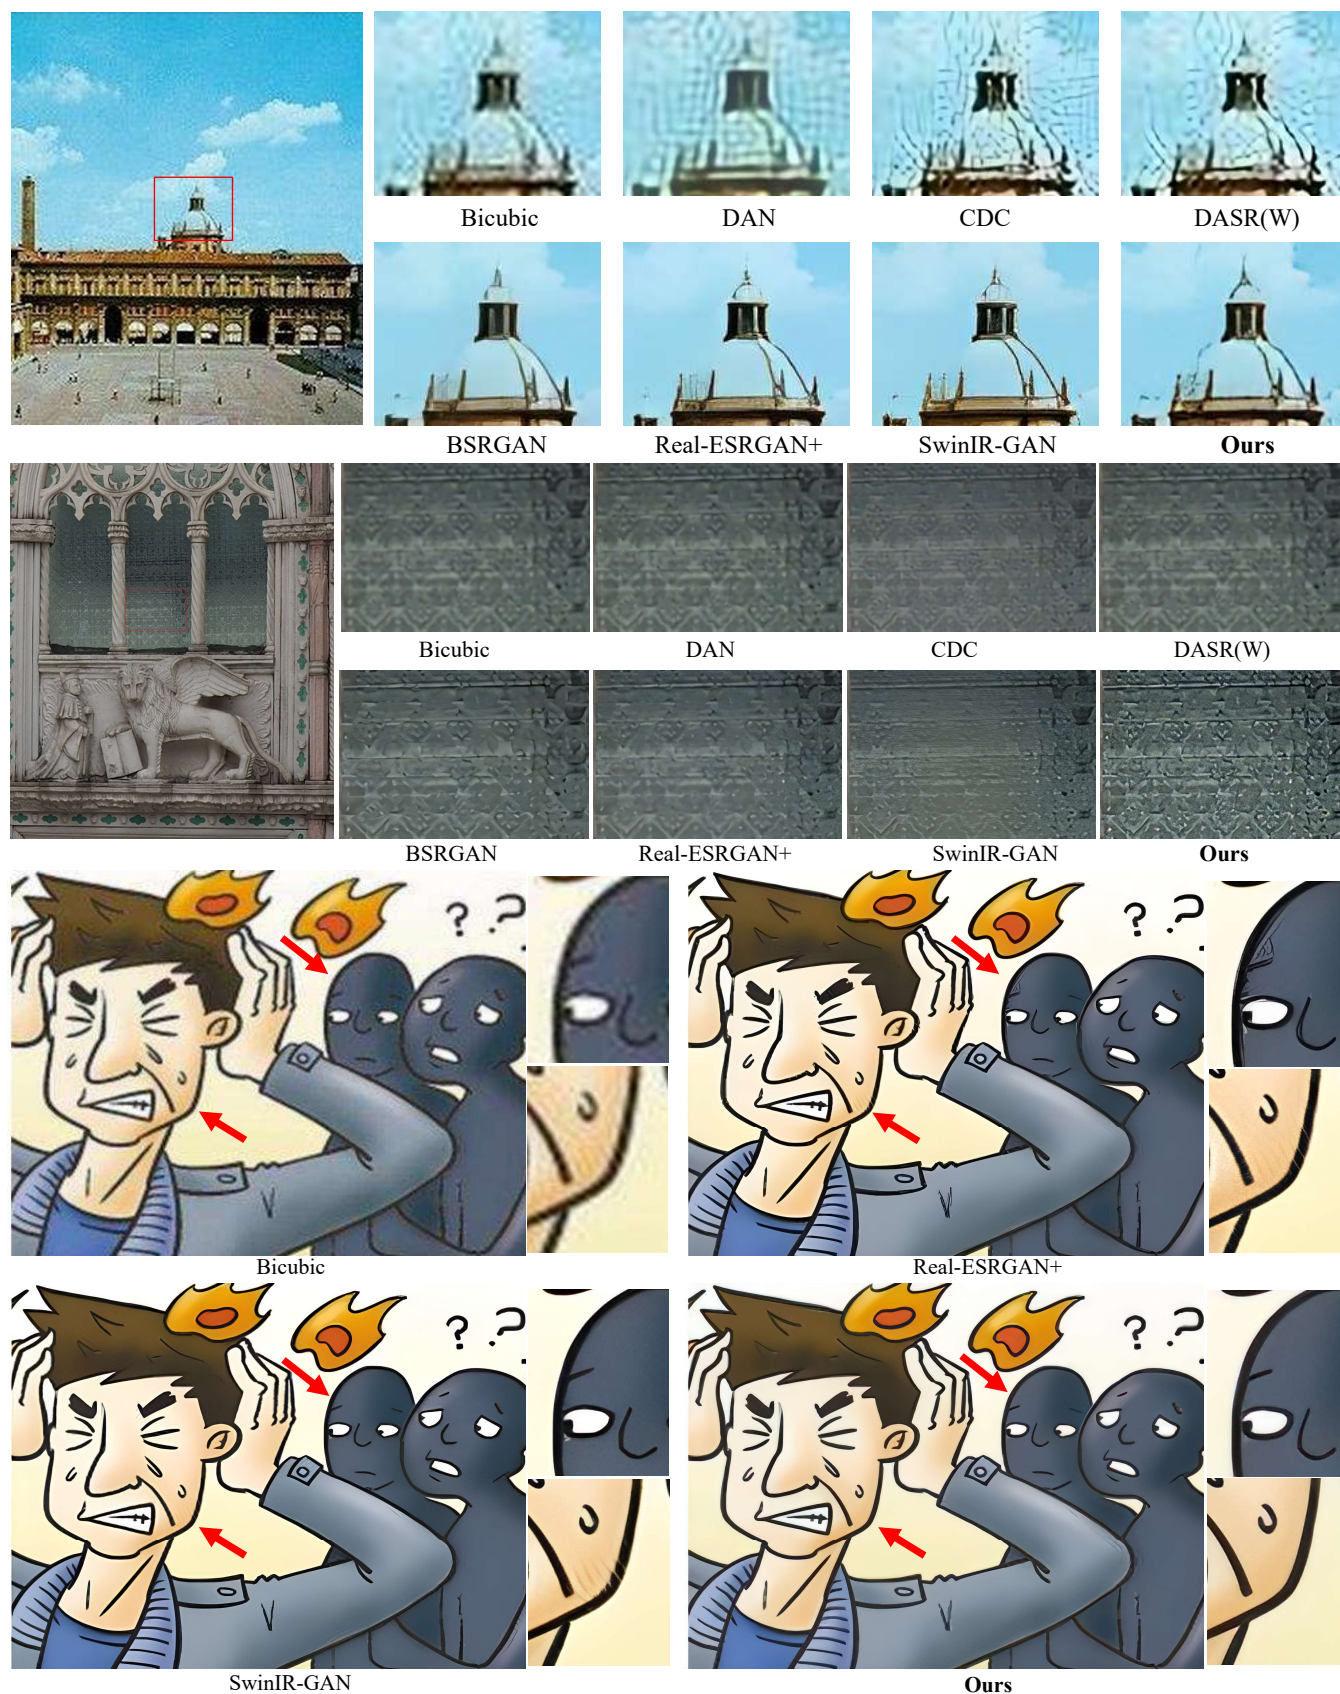 Bicubic DAN CDC DASR(W)
BSRGAN Real-ESRGAN+ SwinIR-GAN Ours
Bicubic DAN CDC DASR(W)
BSRGAN Real-ESRGAN+ SwinIR-GAN Ours
? ? ? ?
Bicubic Real-ESRGAN+
? ? ? ?
SwinIR-GAN Ours